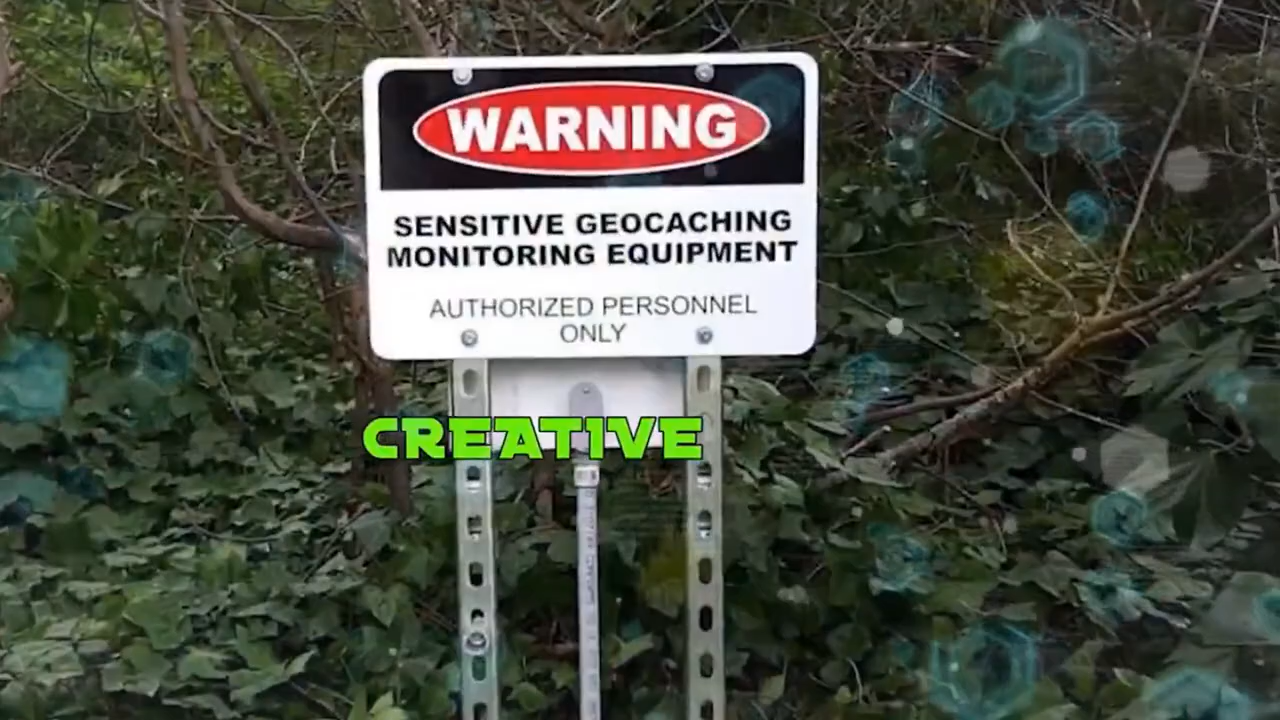 WARNING
SENSITIVE GEOCACHING
MONITORING EQUIPMENT
AUTHORIZED PERSONNEL
ONLY
CREATIVE